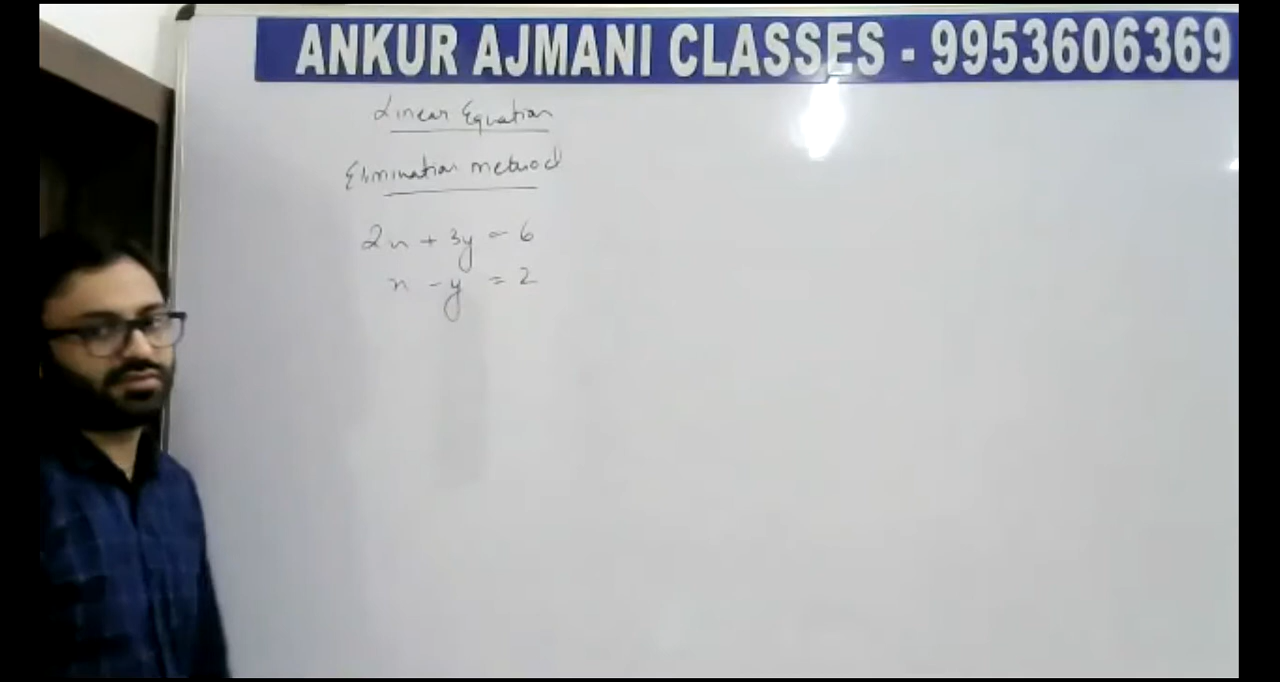 ANKUR AJMANI CLASSES - 9953606369
Linear Equation
Elimination method
2x + 3y = 6
x - y = 2